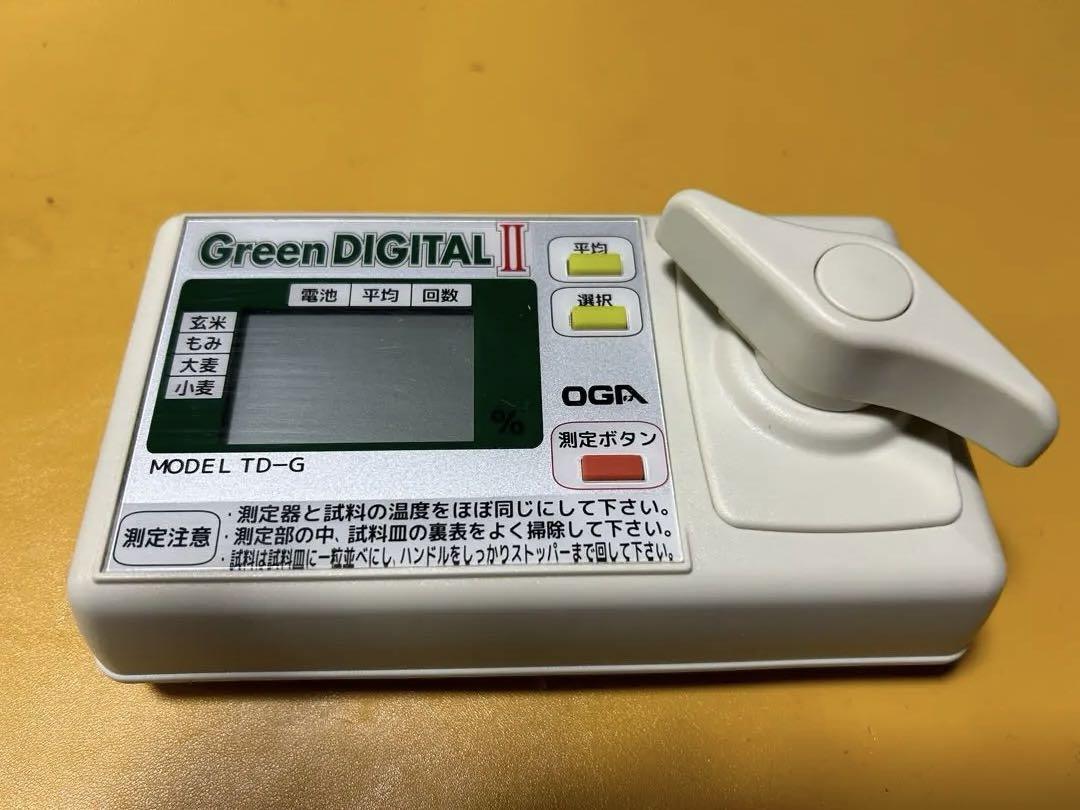 Green DIGITAL II
平均
電池 平均 回数
選択
玄米
もみ
大麦
小麦
%
OGA
測定ボタン
MODEL TD-G
測定注意
・測定器と試料の温度をほぼ同じにして下さい。
・測定部の中、試料皿の裏表をよく掃除して下さい。
・試料は試料皿に一粒並べにし、ハンドルをしっかりストッパーまで回して下さい。